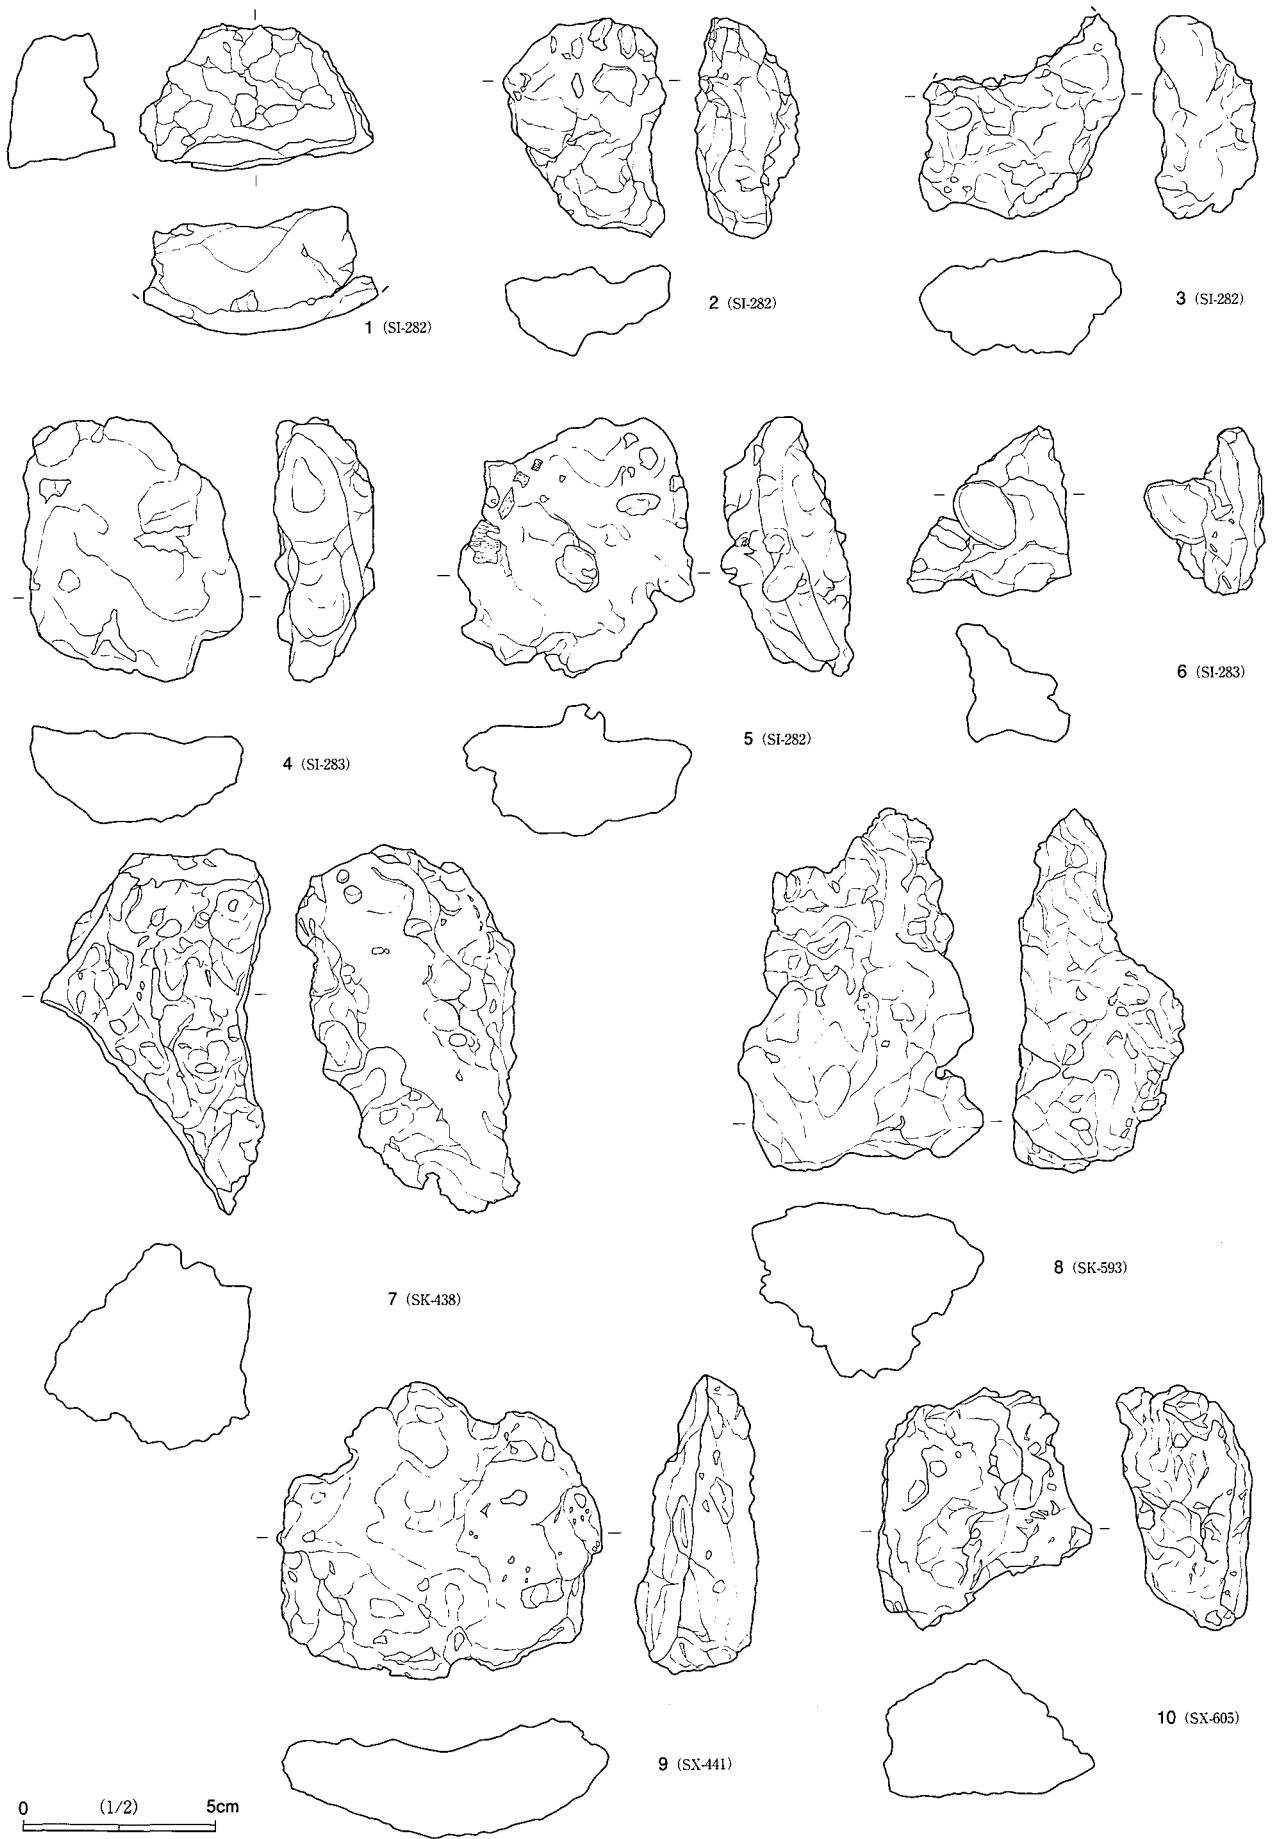 1 (SI-282)
2 (SI-282)
3 (SI-282)
4 (SI-283)
5 (SI-282)
6 (SI-283)
7 (SK-438)
8 (SK-593)
9 (SX-441)
10 (SX-605)
0 (1/2) 5cm